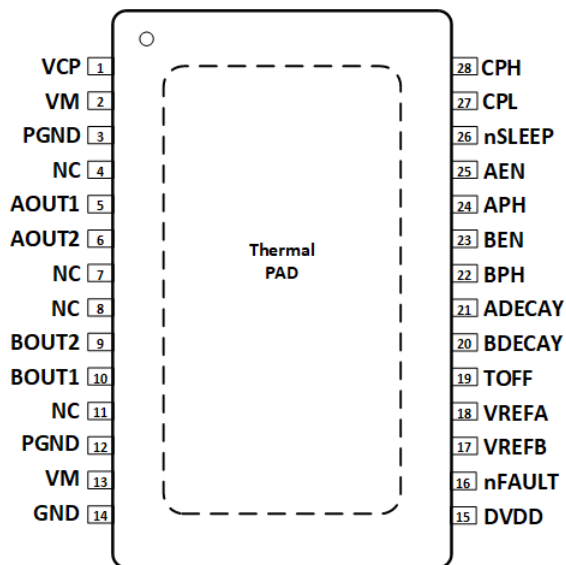 VCP 1
VM 2
PGND 3
NC 4
AOUT1 5
AOUT2 6
NC 7
NC 8
BOUT2 9
BOUT1 10
NC 11
PGND 12
VM 13
GND 14
Thermal
PAD
28 CPH
27 CPL
26 nSLEEP
25 AEN
24 APH
23 BEN
22 BPH
21 ADECAY
20 BDECAY
19 TOFF
18 VREFA
17 VREFB
16 nFAULT
15 DVDD